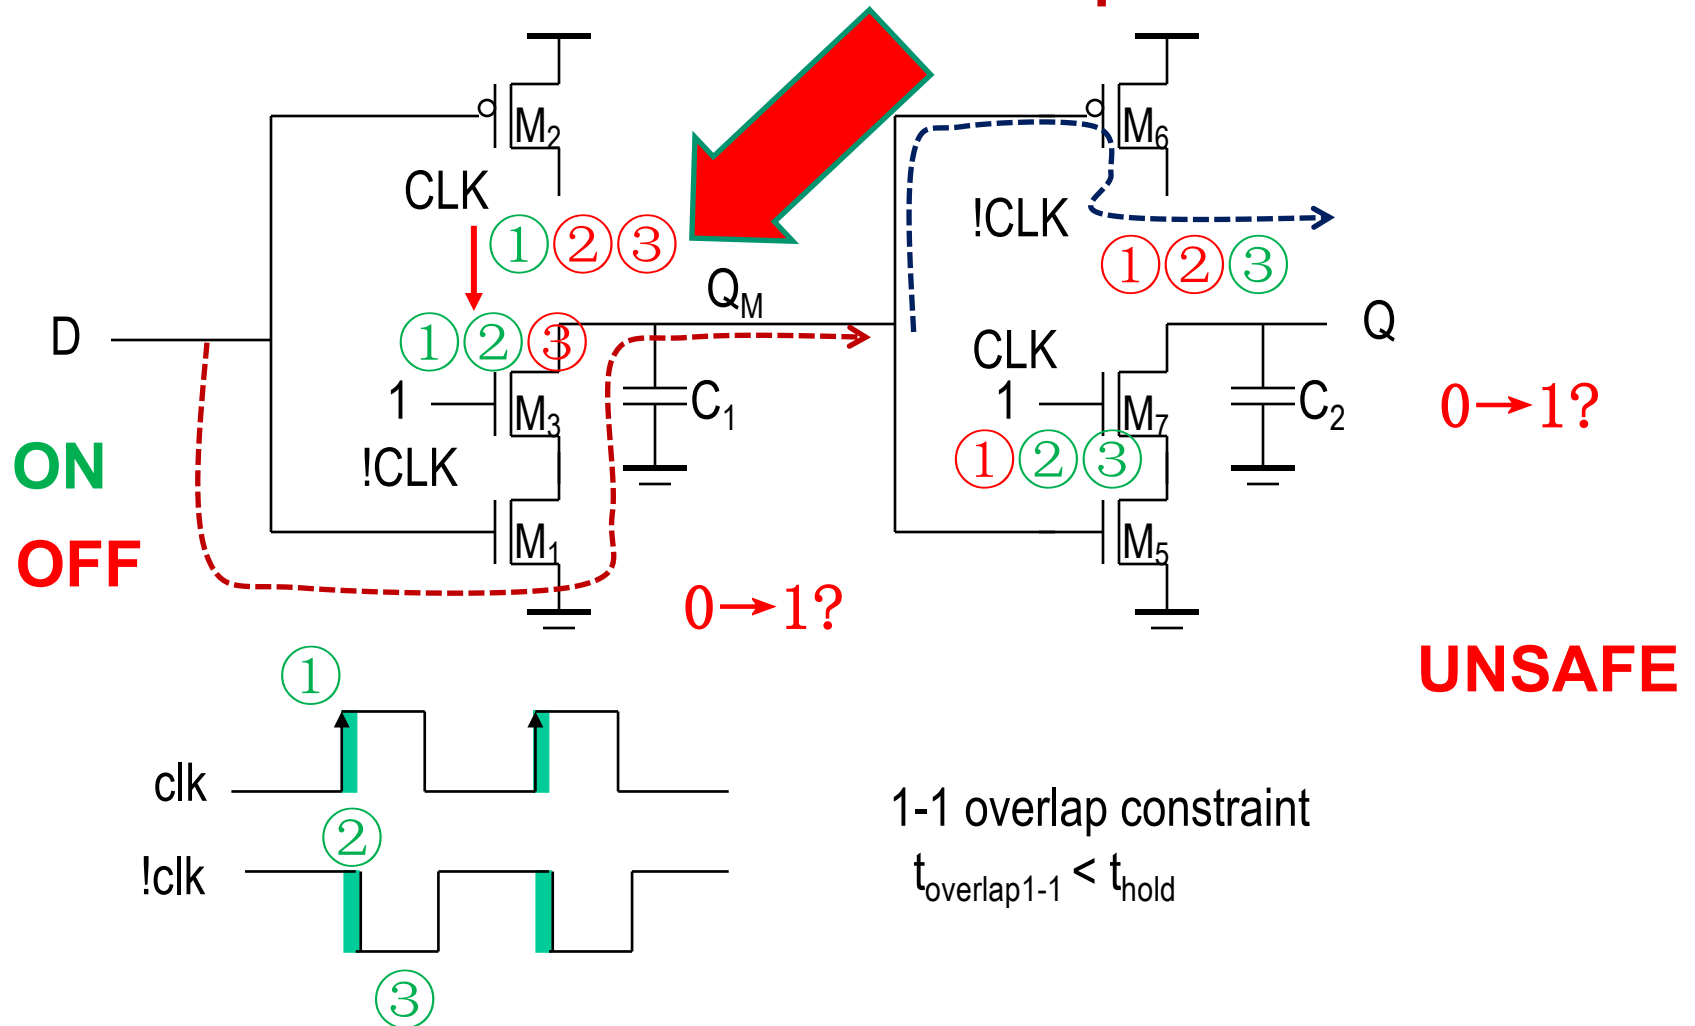 M2
M6
CLK
!CLK
①②③
①②③
QM
D
①②③
CLK
Q
1
M3
C1
1
M7
C2
0→1?
ON
!CLK
①②③
OFF
M1
M5
0→1?
UNSAFE
①
clk
1-1 overlap constraint
②
!clk
toverlap1-1 < thold
③